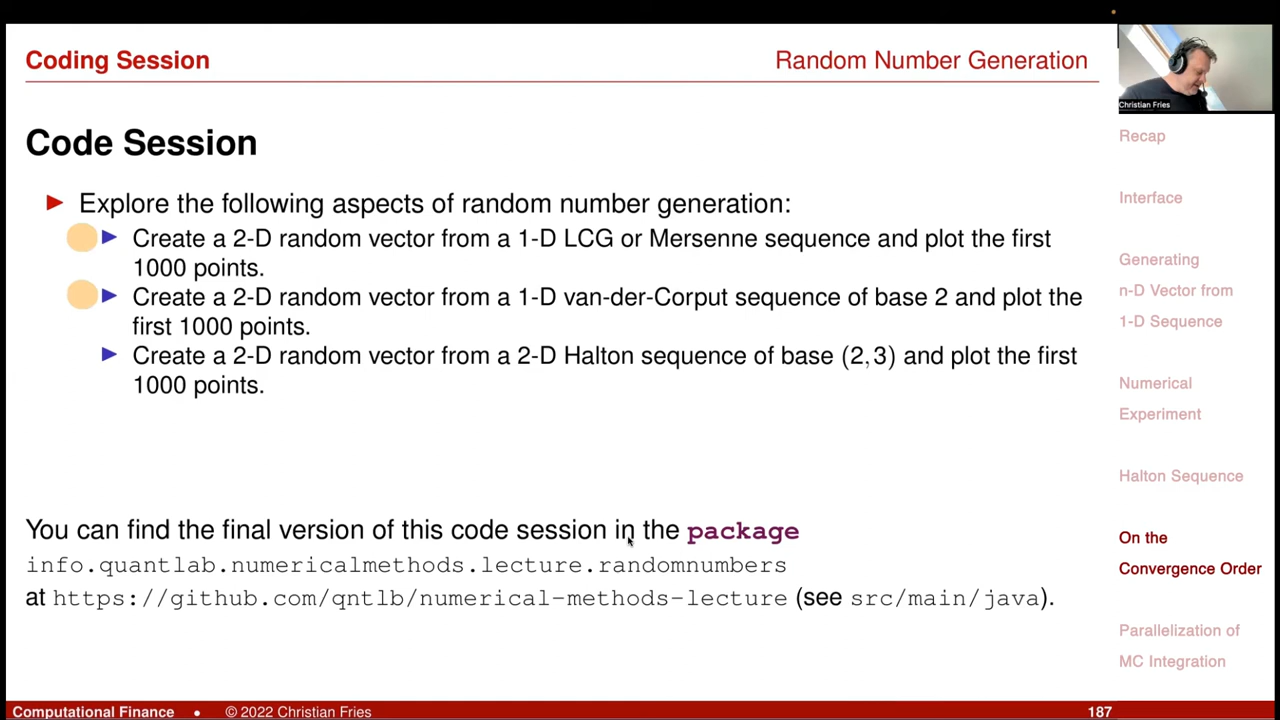 Coding Session
Random Number Generation
Christian Fries
Code Session
Explore the following aspects of random number generation:
Create a 2-D random vector from a 1-D LCG or Mersenne sequence and plot the first
1000 points.
Create a 2-D random vector from a 1-D van-der-Corput sequence of base 2 and plot the
first 1000 points.
Create a 2-D random vector from a 2-D Halton sequence of base (2,3) and plot the first
1000 points.
You can find the final version of this code session in the package
info.quantlab.numericalmethods.lecture.randomnumbers
at https://github.com/qntlb/numerical-methods-lecture (see src/main/java).
Recap
Interface
Generating
n-D Vector from
1-D Sequence
Numerical
Experiment
Halton Sequence
On the
Convergence Order
Parallelization of
MC Integration
Computational Finance • © 2022 Christian Fries
187